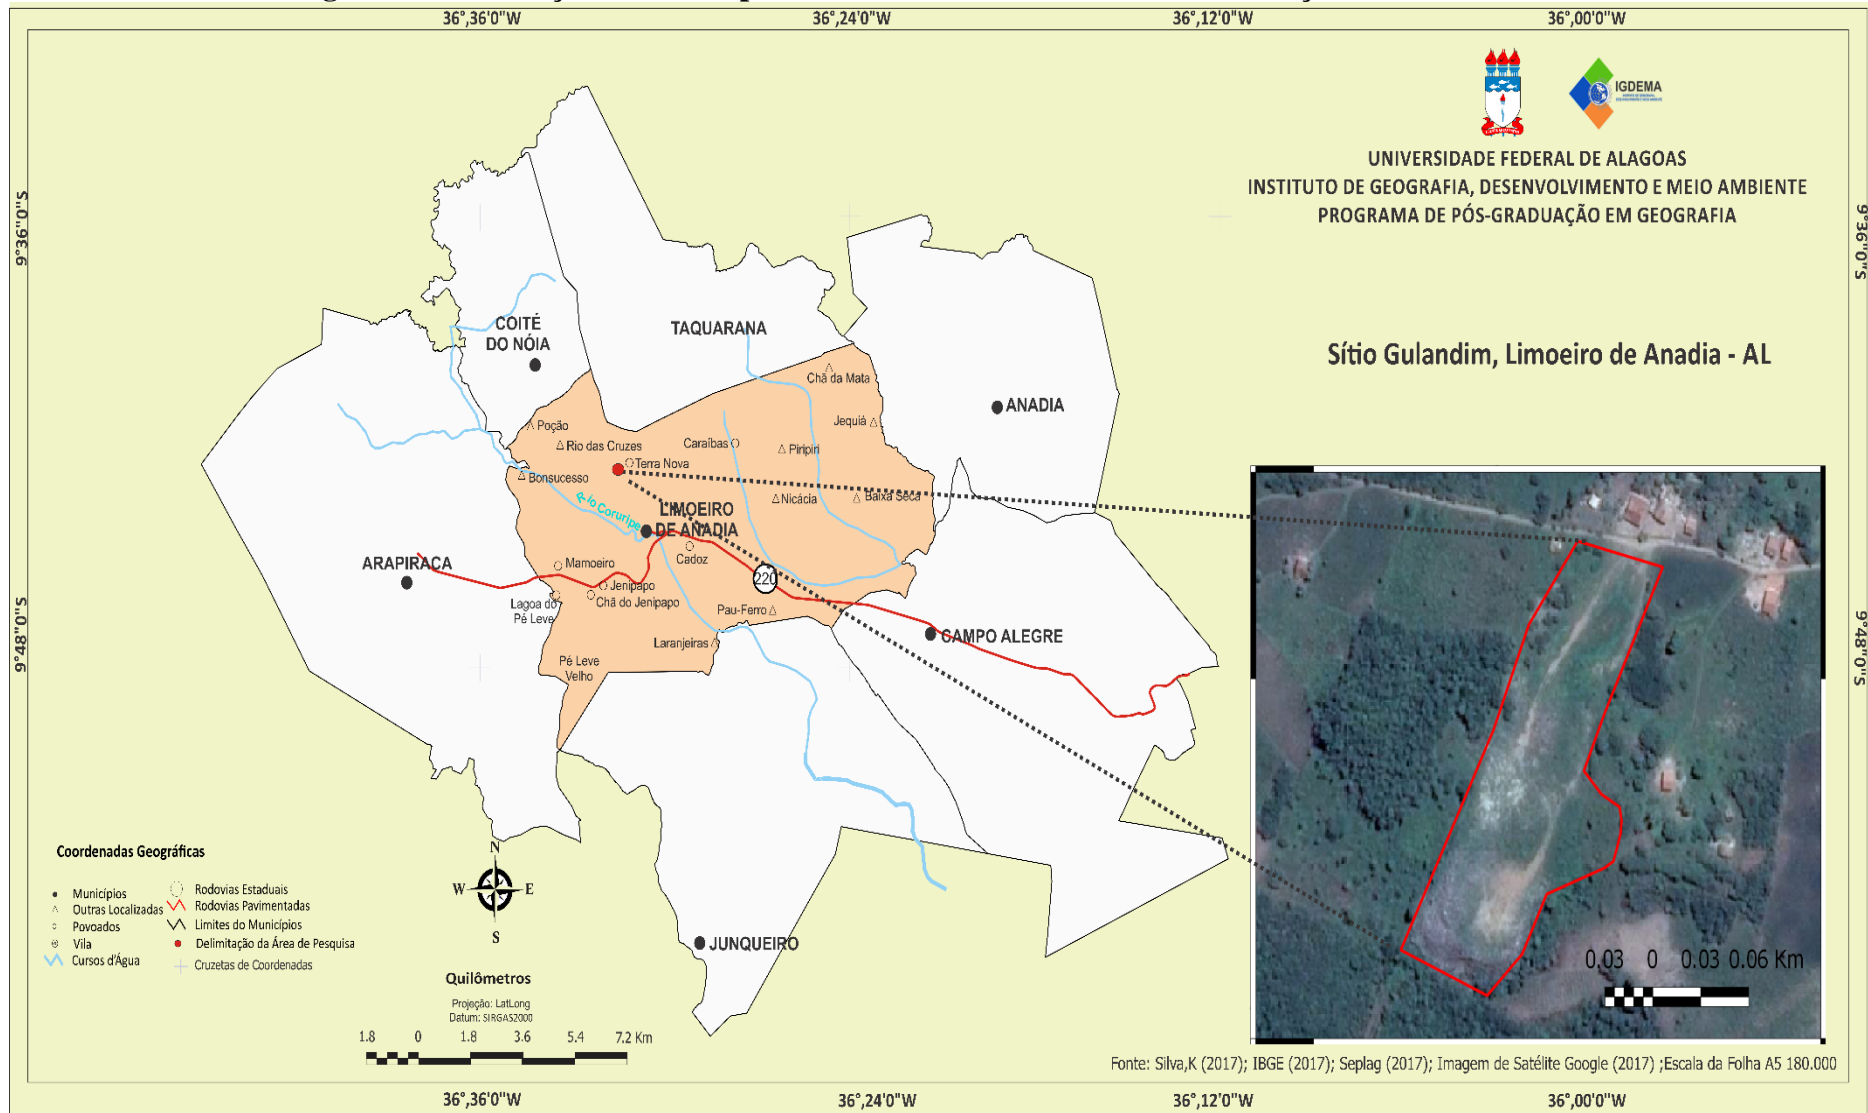 36°,36'0"W
36°,24'0"W
36°,12'0"W
36°,00'0"W
9°36'0"S
9°36'0"S
IGDEMA
UNIVERSIDADE FEDERAL DE ALAGOAS
INSTITUTO DE GEOGRAFIA, DESENVOLVIMENTO E MEIO AMBIENTE
PROGRAMA DE PÓS-GRADUAÇÃO EM GEOGRAFIA
Sítio Gulandim, Limoeiro de Anadia - AL
COITÉ
DO NÓIA
TAQUARANA
Chã da Mata
ANADIA
Jequiá
Poção
Rio das Cruzes
Caraíbas
Piripiri
Terra Nova
Bonsucesso
Nicácia
Baixa Seca
Rio Coruripe
LIMOEIRO
DE ANADIA
Cadoz
ARAPIRACA
Mamoeiro
220
Jenipapo
Chã do Jenipapo
Lagoa do
Pé Leve
Pau-Ferro
CAMPO ALEGRE
Laranjeiras
Pé Leve
Velho
9°48'0"S
9°48'0"S
JUNQUEIRO
Coordenadas Geográficas
Municípios
Outras Localizadas
Povoados
Vila
Cursos d'Água
Rodovias Estaduais
Rodovias Pavimentadas
Limites do Municípios
Delimitação da Área de Pesquisa
Cruzetas de Coordenadas
N
W E
S
Quilômetros
Projeção: LatLong
Datum: SIRGAS2000
1.8 0 1.8 3.6 5.4 7.2 Km
0.03 0 0.03 0.06 Km
Fonte: Silva,K (2017); IBGE (2017); Seplag (2017); Imagem de Satélite Google (2017) ;Escala da Folha A5 180.000
36°,36'0"W
36°,24'0"W
36°,12'0"W
36°,00'0"W